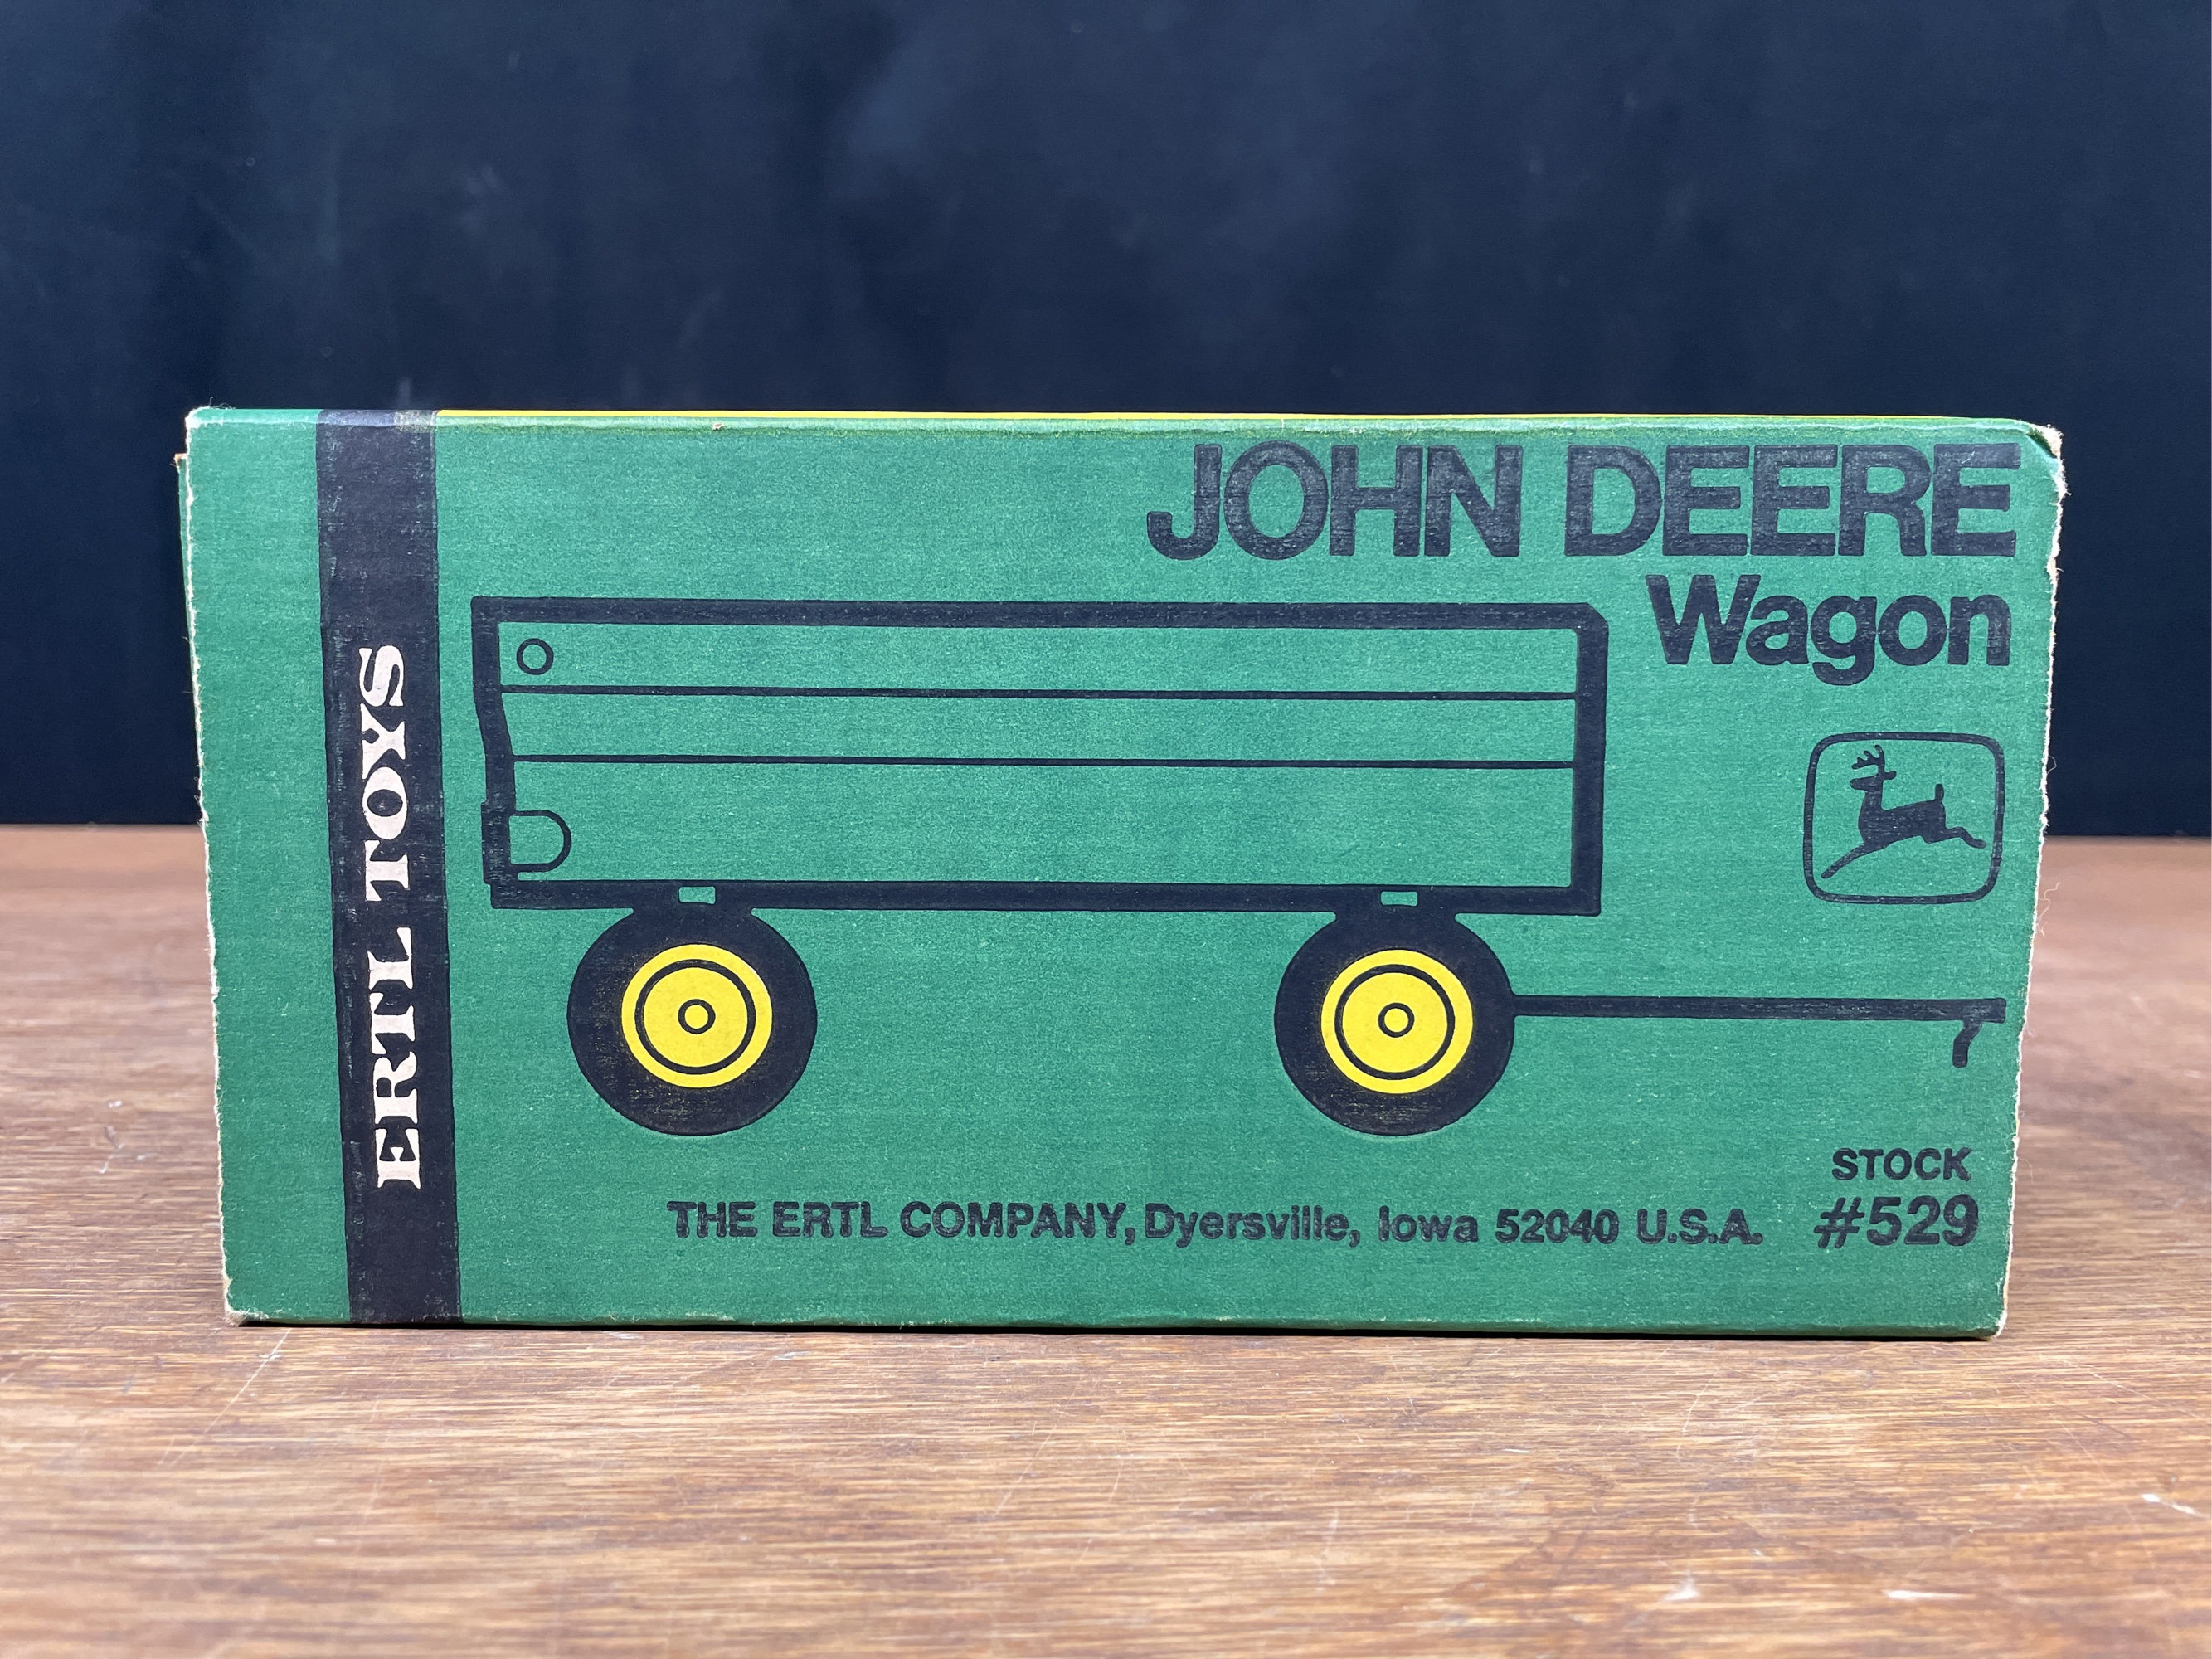 JOHN DEERE
Wagon
ERTL TOYS
STOCK
#529
THE ERTL COMPANY, Dyersville, Iowa 52040 U.S.A.